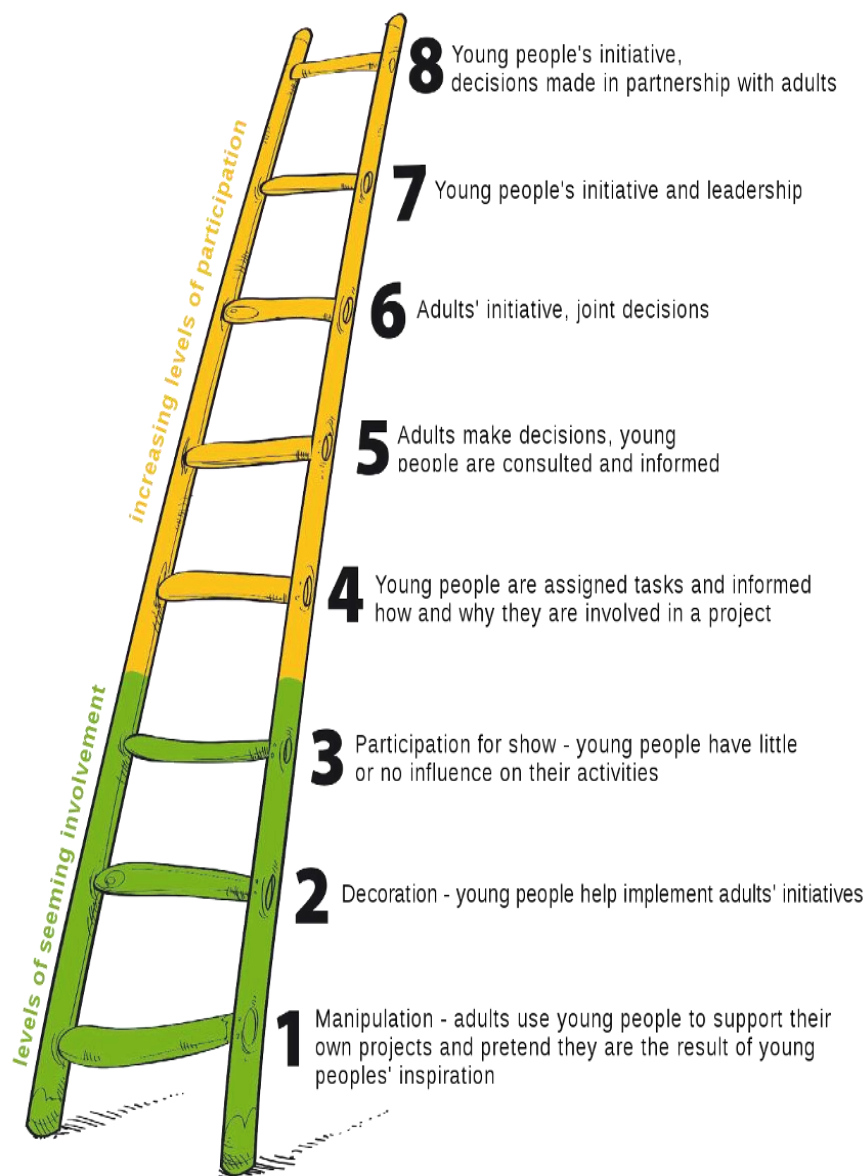 8 Young people's initiative,
decisions made in partnership with adults
7 Young people's initiative and leadership
6 Adults' initiative, joint decisions
5 Adults make decisions, young
people are consulted and informed
4 Young people are assigned tasks and informed
how and why they are involved in a project
3 Participation for show - young people have little
or no influence on their activities
2 Decoration - young people help implement adults' initiatives
1 Manipulation - adults use young people to support their
own projects and pretend they are the result of young
peoples' inspiration
increasing levels of participation
levels of seeming involvement